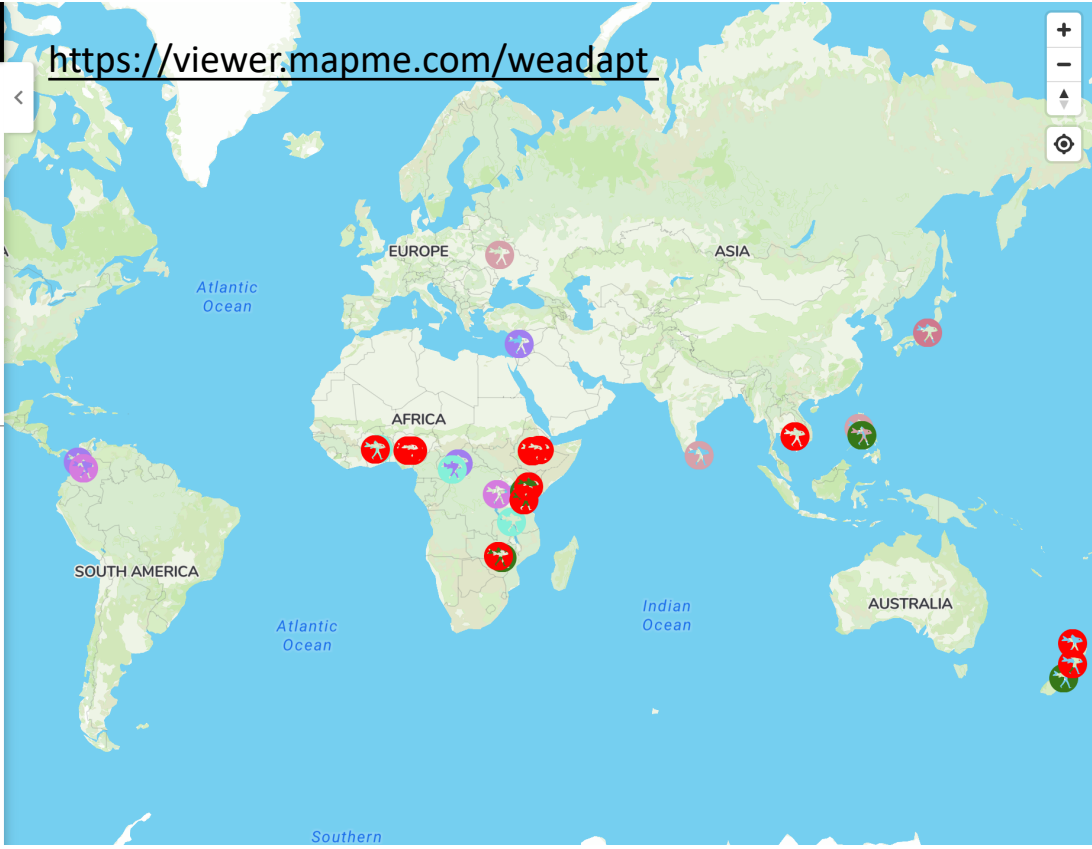 https://viewer.mapme.com/weadapt
EUROPE
ASIA
Atlantic
Ocean
AFRICA
SOUTH AMERICA
Indian
Ocean
AUSTRALIA
Atlantic
Ocean
Southern